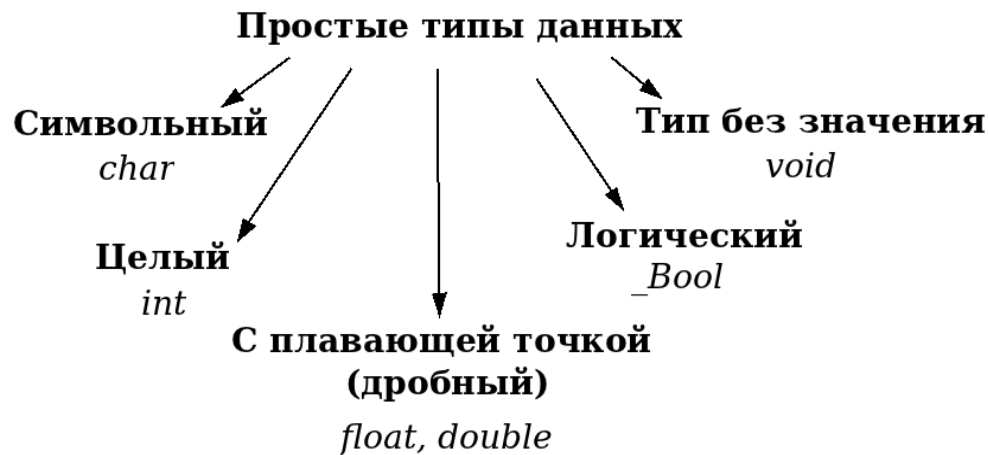 Простые типы данных
Символьный
char
Тип без значения
void
Целый
int
Логический
_Bool
С плавающей точкой
(дробный)
float, double